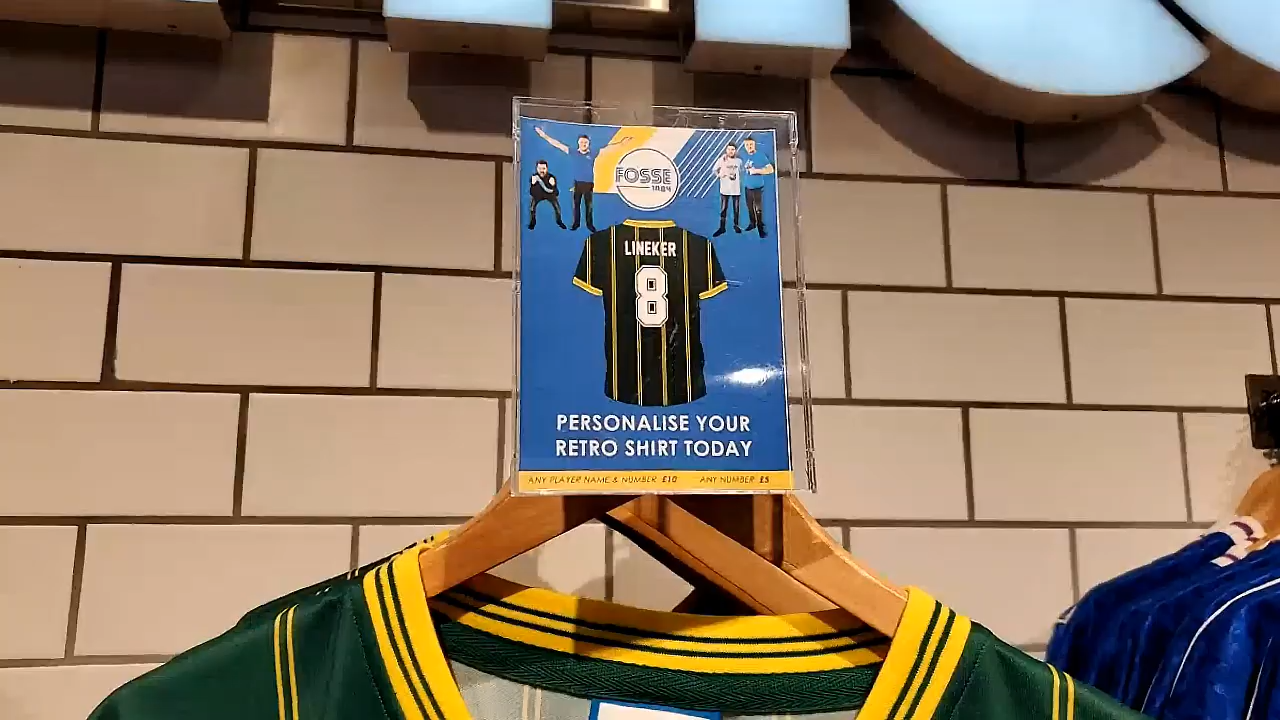 FOSSE
1884
LINEKER
8
PERSONALISE YOUR
RETRO SHIRT TODAY
ANY PLAYER NAME & NUMBER £10 ANY NUMBER £5